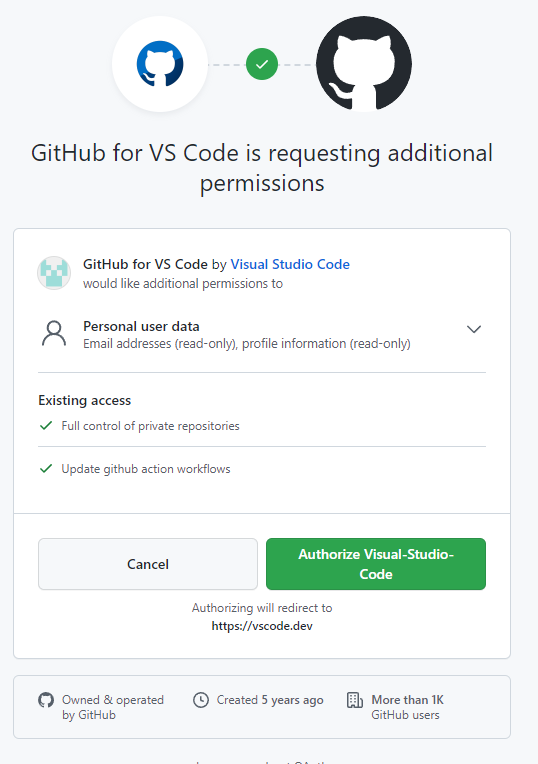 GitHub for VS Code is requesting additional
permissions
GitHub for VS Code by Visual Studio Code
would like additional permissions to
Personal user data
Email addresses (read-only), profile information (read-only)
Existing access
Full control of private repositories
Update github action workflows
Cancel
Authorize Visual-Studio-
Code
Authorizing will redirect to
https://vscode.dev
Owned & operated
by GitHub
Created 5 years ago
More than 1K
GitHub users